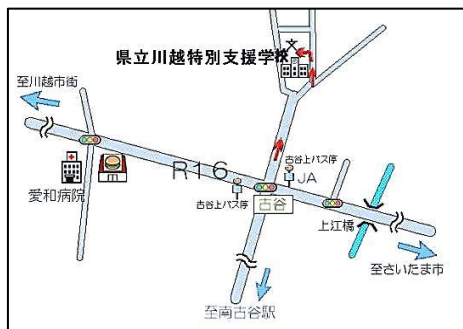 県立川越特別支援学校
至川越市街
愛和病院
R16
古谷上バス停
古谷上バス停
JA
古谷
上江橋
至さいたま市
至南古谷駅